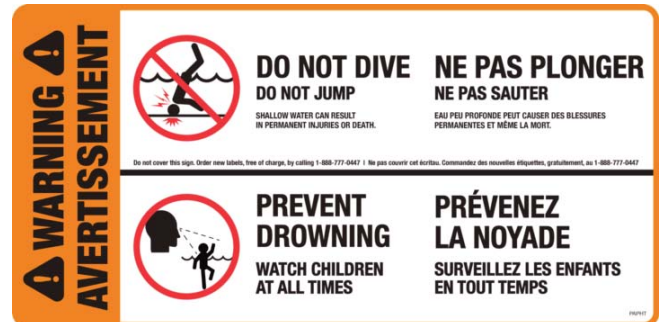 WARNING
AVERTISSEMENT
DO NOT DIVE
DO NOT JUMP
SHALLOW WATER CAN RESULT
IN PERMANENT INJURIES OR DEATH.
NE PAS PLONGER
NE PAS SAUTER
EAU PEU PROFONDE PEUT CAUSER DES BLESSURES
PERMANENTES ET MÊME LA MORT.
Do not cover this sign. Order new labels, free of charge, by calling 1-888-777-0447 | Ne pas couvrir cet écriteau. Commandez des nouvelles étiquettes, gratuitement, au 1-888-777-0447
PREVENT
DROWNING
WATCH CHILDREN
AT ALL TIMES
PRÉVENEZ
LA NOYADE
SURVEILLEZ LES ENFANTS
EN TOUT TEMPS